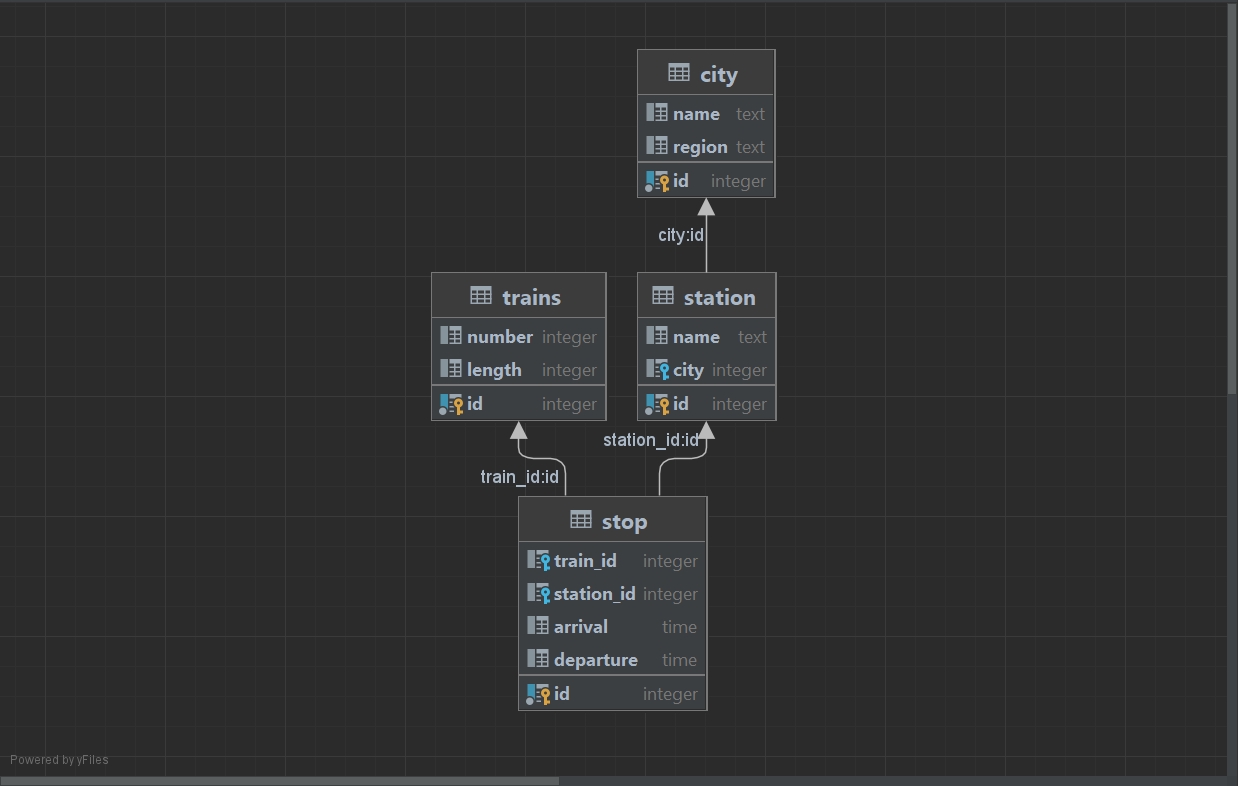 city
name text
region text
id integer
city:id
trains
number integer
length integer
id integer
station
name text
city integer
id integer
station_id:id
train_id:id
stop
train_id integer
station_id integer
arrival time
departure time
id integer
Powered by yFiles